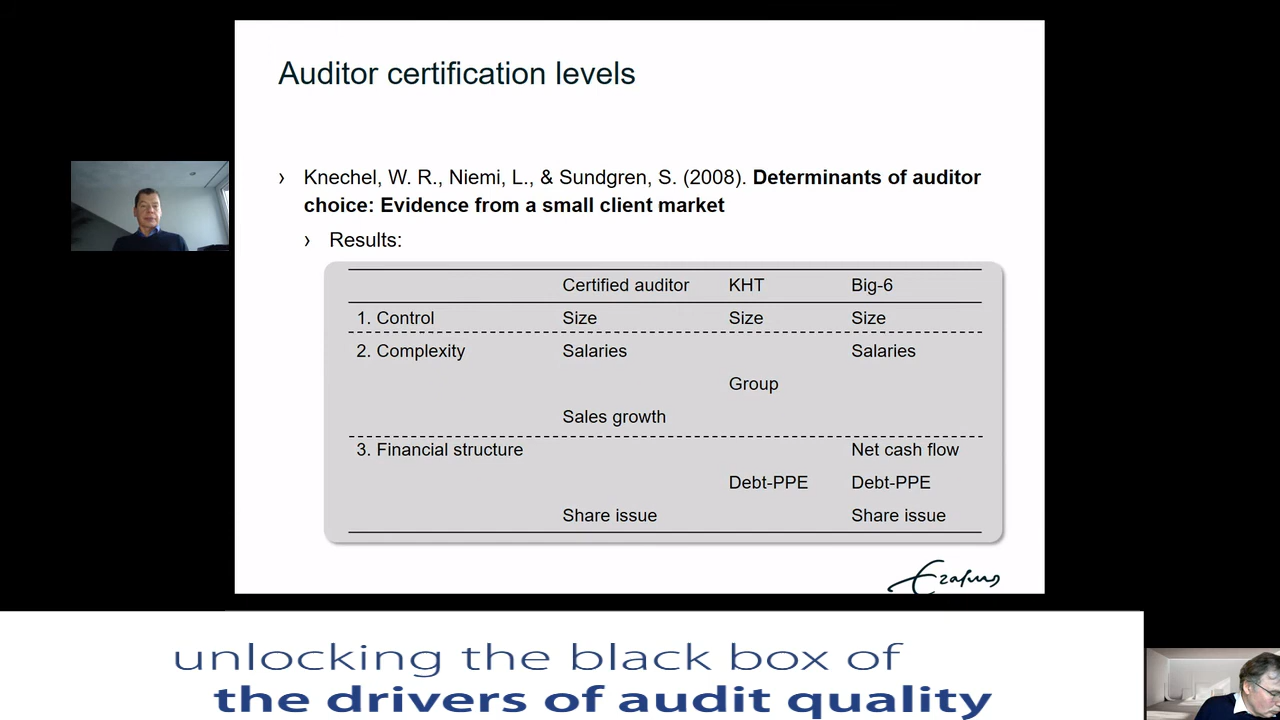 Auditor certification levels
› Knechel, W. R., Niemi, L., & Sundgren, S. (2008). Determinants of auditor
choice: Evidence from a small client market
› Results:
Certified auditor KHT Big-6
1. Control Size Size Size
2. Complexity Salaries Salaries
Group
Sales growth
3. Financial structure Net cash flow
Debt-PPE Debt-PPE
Share issue Share issue
Erasmus
unlocking the black box of
the drivers of audit quality